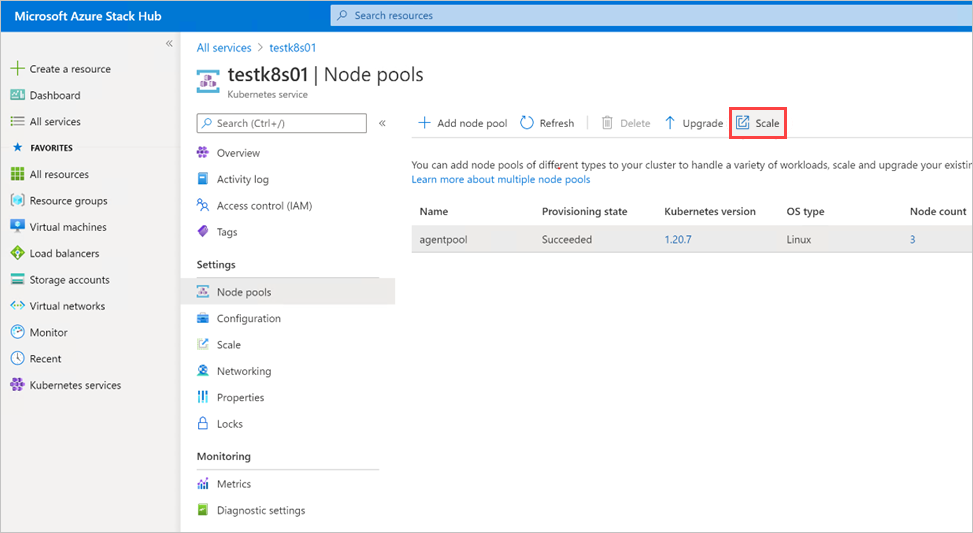 Microsoft Azure Stack Hub
Search resources
Create a resource
Dashboard
All services
FAVORITES
All resources
Resource groups
Virtual machines
Load balancers
Storage accounts
Virtual networks
Monitor
Recent
Kubernetes services
All services > testk8s01
testk8s01 | Node pools
Kubernetes service
Search (Ctrl+/)
Overview
Activity log
Access control (IAM)
Tags
Settings
Node pools
Configuration
Scale
Networking
Properties
Locks
Monitoring
Metrics
Diagnostic settings
Add node pool Refresh Delete Upgrade Scale
You can add node pools of different types to your cluster to handle a variety of workloads, scale and upgrade your existin
Learn more about multiple node pools
Name Provisioning state Kubernetes version OS type Node count
agentpool Succeeded 1.20.7 Linux 3